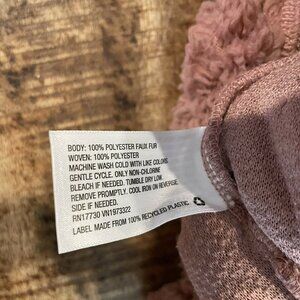 BODY: 100% POLYESTER FAUX FUR
WOVEN: 100% POLYESTER
MACHINE WASH COLD WITH LIKE COLORS
GENTLE CYCLE. ONLY NON-CHLORINE
BLEACH IF NEEDED. TUMBLE DRY LOW.
REMOVE PROMPTLY. COOL IRON ON REVERSE
SIDE IF NEEDED.
RN17730 VN1973322
LABEL MADE FROM 100% RECYCLED PLASTIC